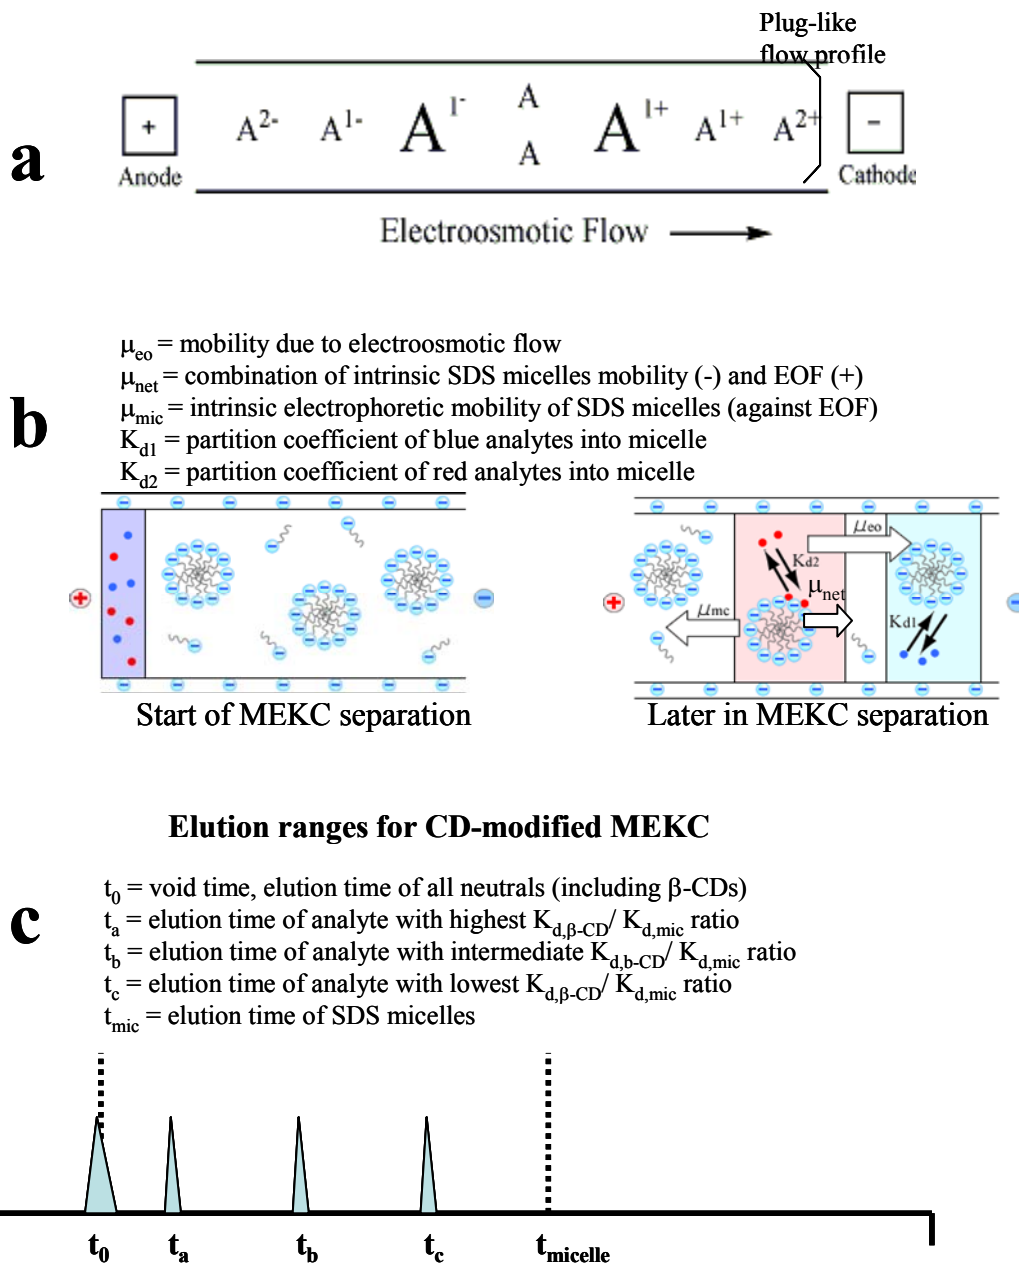 Plug-like
flow profile
a
+
Anode
A²⁻ A¹⁻ A¹⁻ A A A¹⁺ A¹⁺ A²⁺
−
Cathode
Electroosmotic Flow
b
μeo = mobility due to electroosmotic flow
μnet = combination of intrinsic SDS micelles mobility (-) and EOF (+)
μmic = intrinsic electrophoretic mobility of SDS micelles (against EOF)
Kd1 = partition coefficient of blue analytes into micelle
Kd2 = partition coefficient of red analytes into micelle
μeo
Kd2
μnet
μmc
Kd1
Start of MEKC separation
Later in MEKC separation
Elution ranges for CD-modified MEKC
c
t0 = void time, elution time of all neutrals (including β-CDs)
ta = elution time of analyte with highest Kd,β-CD/ Kd,mic ratio
tb = elution time of analyte with intermediate Kd,b-CD/ Kd,mic ratio
tc = elution time of analyte with lowest Kd,β-CD/ Kd,mic ratio
tmic = elution time of SDS micelles
t0 ta tb tc tmicelle